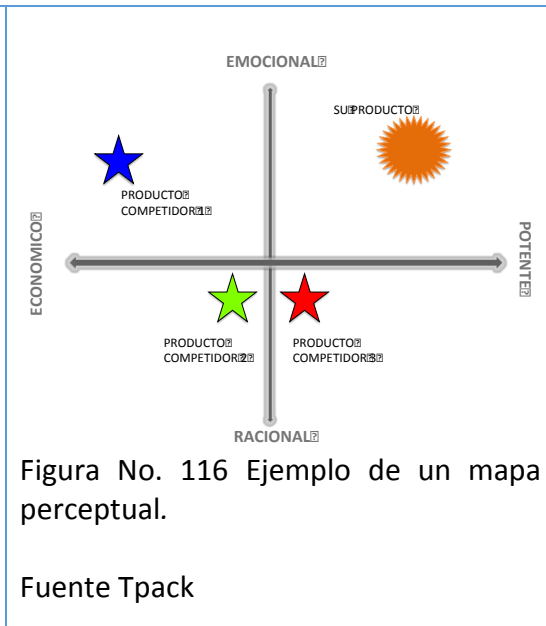 EMOCIONAL
SU PRODUCTO
PRODUCTO
COMPETIDOR 1
ECONOMICO
POTENTE
PRODUCTO
COMPETIDOR 2
PRODUCTO
COMPETIDOR 3
RACIONAL
Figura No. 116 Ejemplo de un mapa
perceptual.
Fuente Tpack